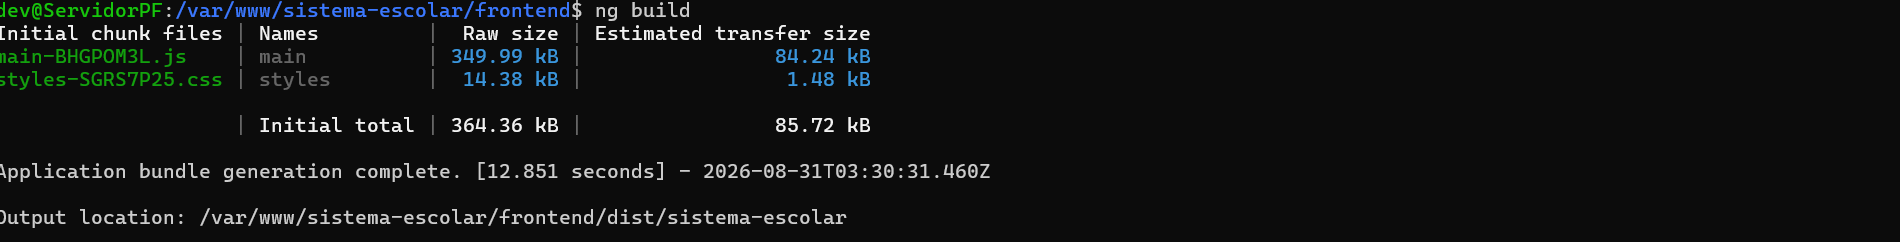 dev@ServidorPF:/var/www/sistema-escolar/frontend$ ng build
Initial chunk files | Names | Raw size | Estimated transfer size
main-BHGPOM3L.js | main | 349.99 kB | 84.24 kB
styles-SGRS7P25.css | styles | 14.38 kB | 1.48 kB
| Initial total | 364.36 kB | 85.72 kB
Application bundle generation complete. [12.851 seconds] - 2026-08-31T03:30:31.460Z
Output location: /var/www/sistema-escolar/frontend/dist/sistema-escolar